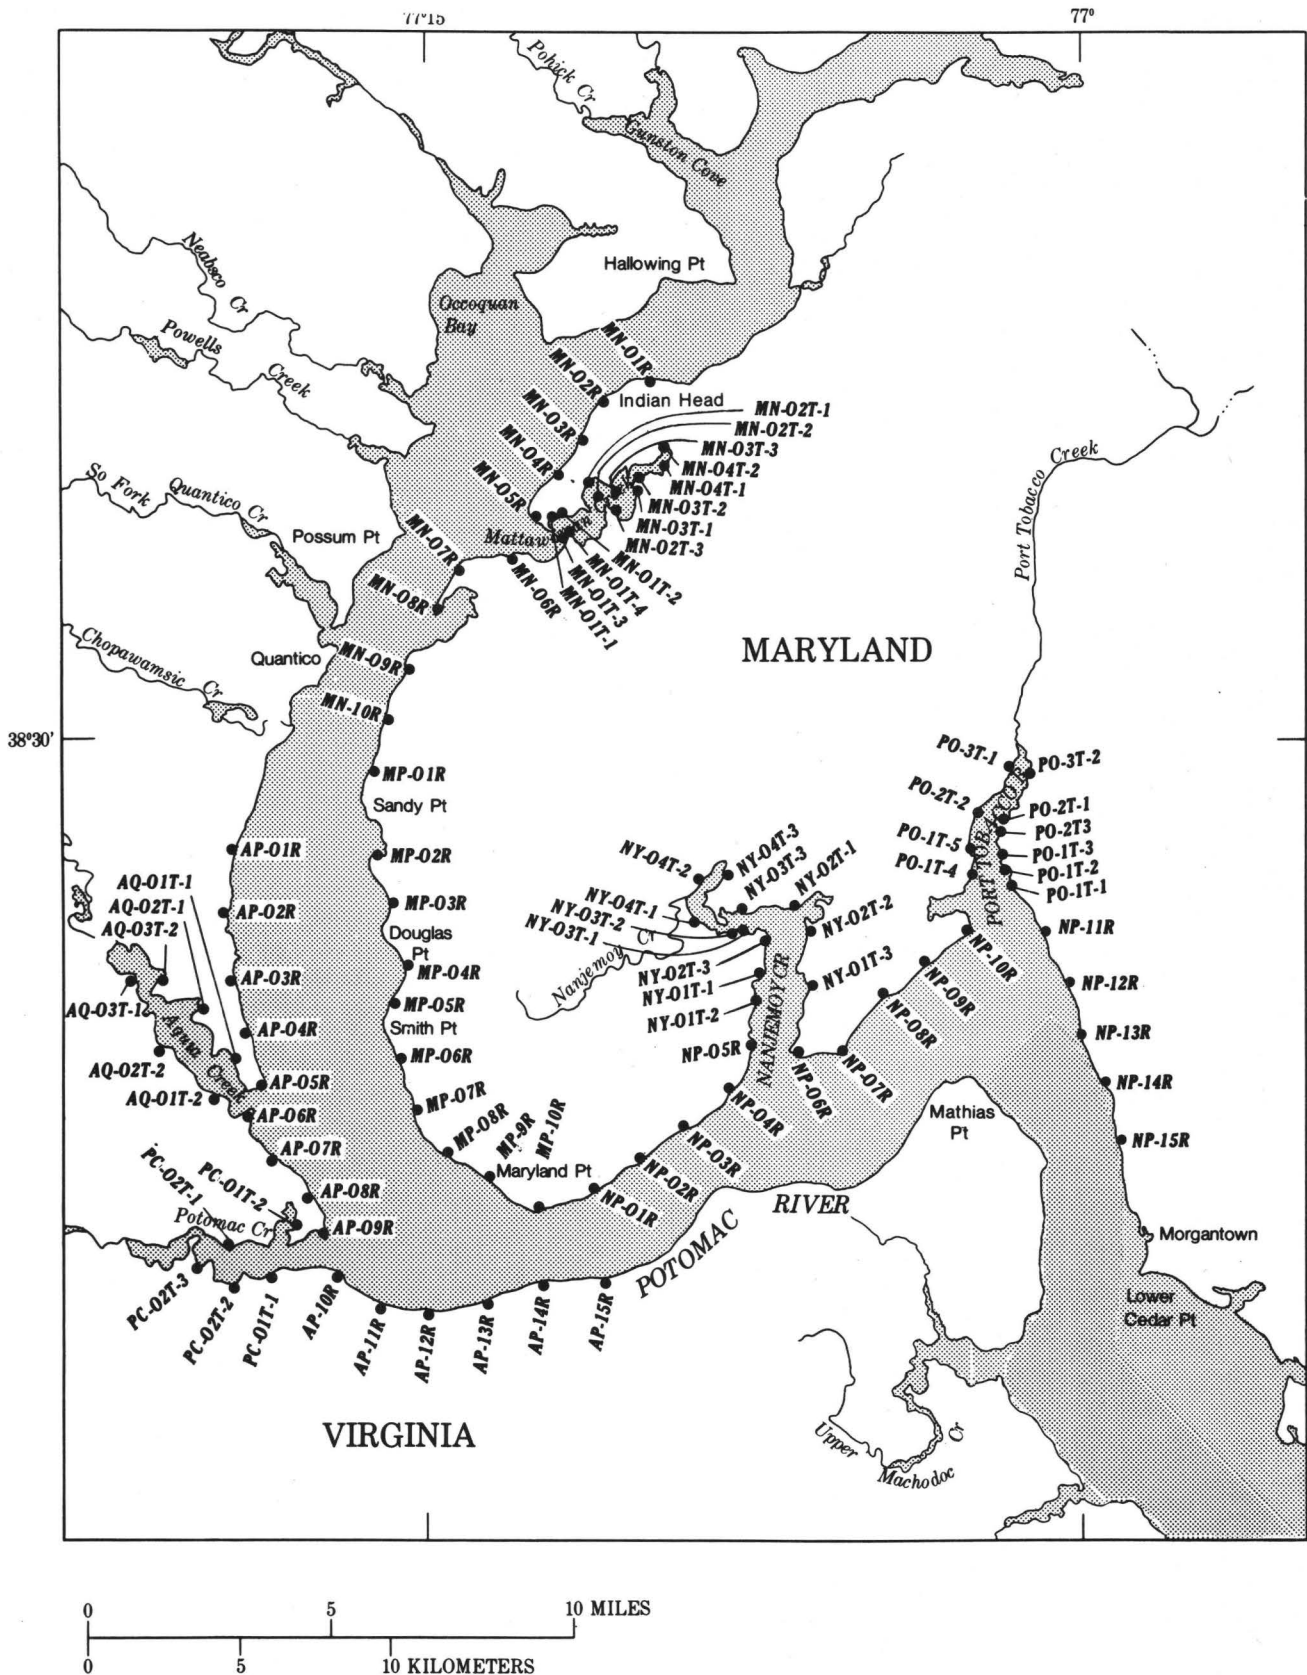 77°15
77°
Pohick Cr
Gunston Cove
Neabsco Cr
Hallowing Pt
Occoquan
Bay
Powells
Creek
MN-01R
MN-02R
Indian Head
MN-03R
MN-02T-1
MN-02T-2
MN-04R
MN-03T-3
MN-04T-2
MN-05R
MN-04T-1
MN-03T-2
MN-03T-1
MN-02T-3
So Fork
Quantico Cr
Possum Pt
MN-07R
MN-06R
MN-01T-2
MN-01T-4
MN-01T-3
MN-01T-1
MN-08R
Port Tobacco Creek
Chopawamsic Cr
Quantico
MN-09R
MARYLAND
MN-10R
38°30'
MP-01R
PO-3T-1
PO-3T-2
Sandy Pt
PO-2T-2
PO-2T-1
PO-2T3
AP-01R
MP-02R
PO-1T-5
PO-1T-3
PO-1T-4
PO-1T-2
PO-1T-1
PORT TOBACCO R
NY-04T-2
NY-04T-3
NY-03T-3
NY-02T-1
AQ-01T-1
AQ-02T-1
AQ-03T-2
AP-02R
MP-03R
NY-04T-1
NY-03T-2
NY-03T-1
NY-02T-2
NP-11R
Douglas
Pt
Nanjemoy Cr
NP-10R
AP-03R
MP-04R
NY-02T-3
NY-01T-1
NY-01T-3
NP-09R
NP-12R
AQ-03T-1
MP-05R
NY-01T-2
NP-08R
Aquia Creek
AP-04R
Smith Pt
NP-13R
AQ-02T-2
MP-06R
NP-05R
NANJEMOY CR
NP-06R
NP-07R
AP-05R
NP-14R
AQ-01T-2
AP-06R
MP-07R
NP-04R
Mathias
Pt
AP-07R
MP-08R
MP-9R
MP-10R
NP-03R
NP-15R
PC-02T-1
PC-01T-2
Maryland Pt
NP-02R
AP-08R
NP-01R
Potomac Cr
AP-09R
POTOMAC
RIVER
Morgantown
PC-02T-3
PC-02T-2
PC-01T-1
AP-10R
AP-11R
AP-12R
AP-13R
AP-14R
AP-15R
Lower
Cedar Pt
VIRGINIA
Upper
Machodoc
Cr
0 5 10 MILES
0 5 10 KILOMETERS